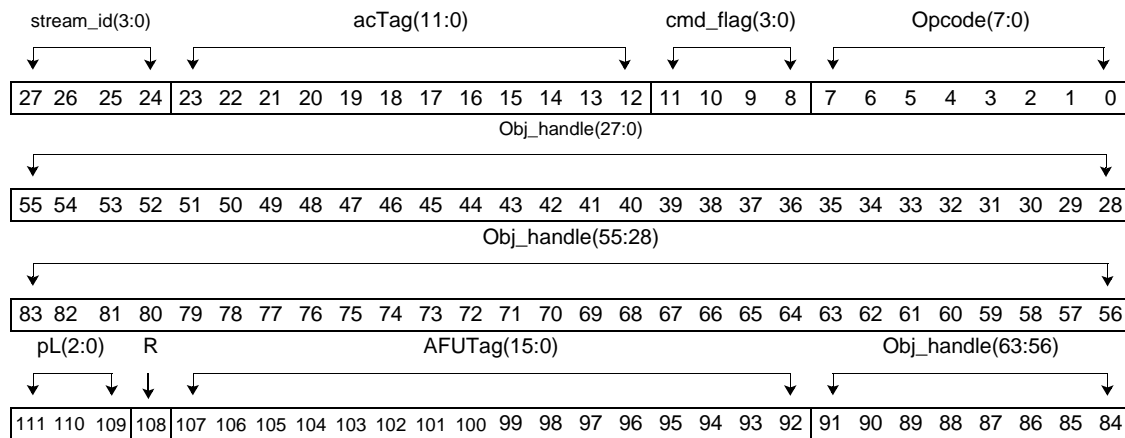 stream_id(3:0) acTag(11:0) cmd_flag(3:0) Opcode(7:0)
27 26 25 24 23 22 21 20 19 18 17 16 15 14 13 12 11 10 9 8 7 6 5 4 3 2 1 0
Obj_handle(27:0)
55 54 53 52 51 50 49 48 47 46 45 44 43 42 41 40 39 38 37 36 35 34 33 32 31 30 29 28
Obj_handle(55:28)
83 82 81 80 79 78 77 76 75 74 73 72 71 70 69 68 67 66 65 64 63 62 61 60 59 58 57 56
pL(2:0) R AFUTag(15:0) Obj_handle(63:56)
111 110 109 108 107 106 105 104 103 102 101 100 99 98 97 96 95 94 93 92 91 90 89 88 87 86 85 84